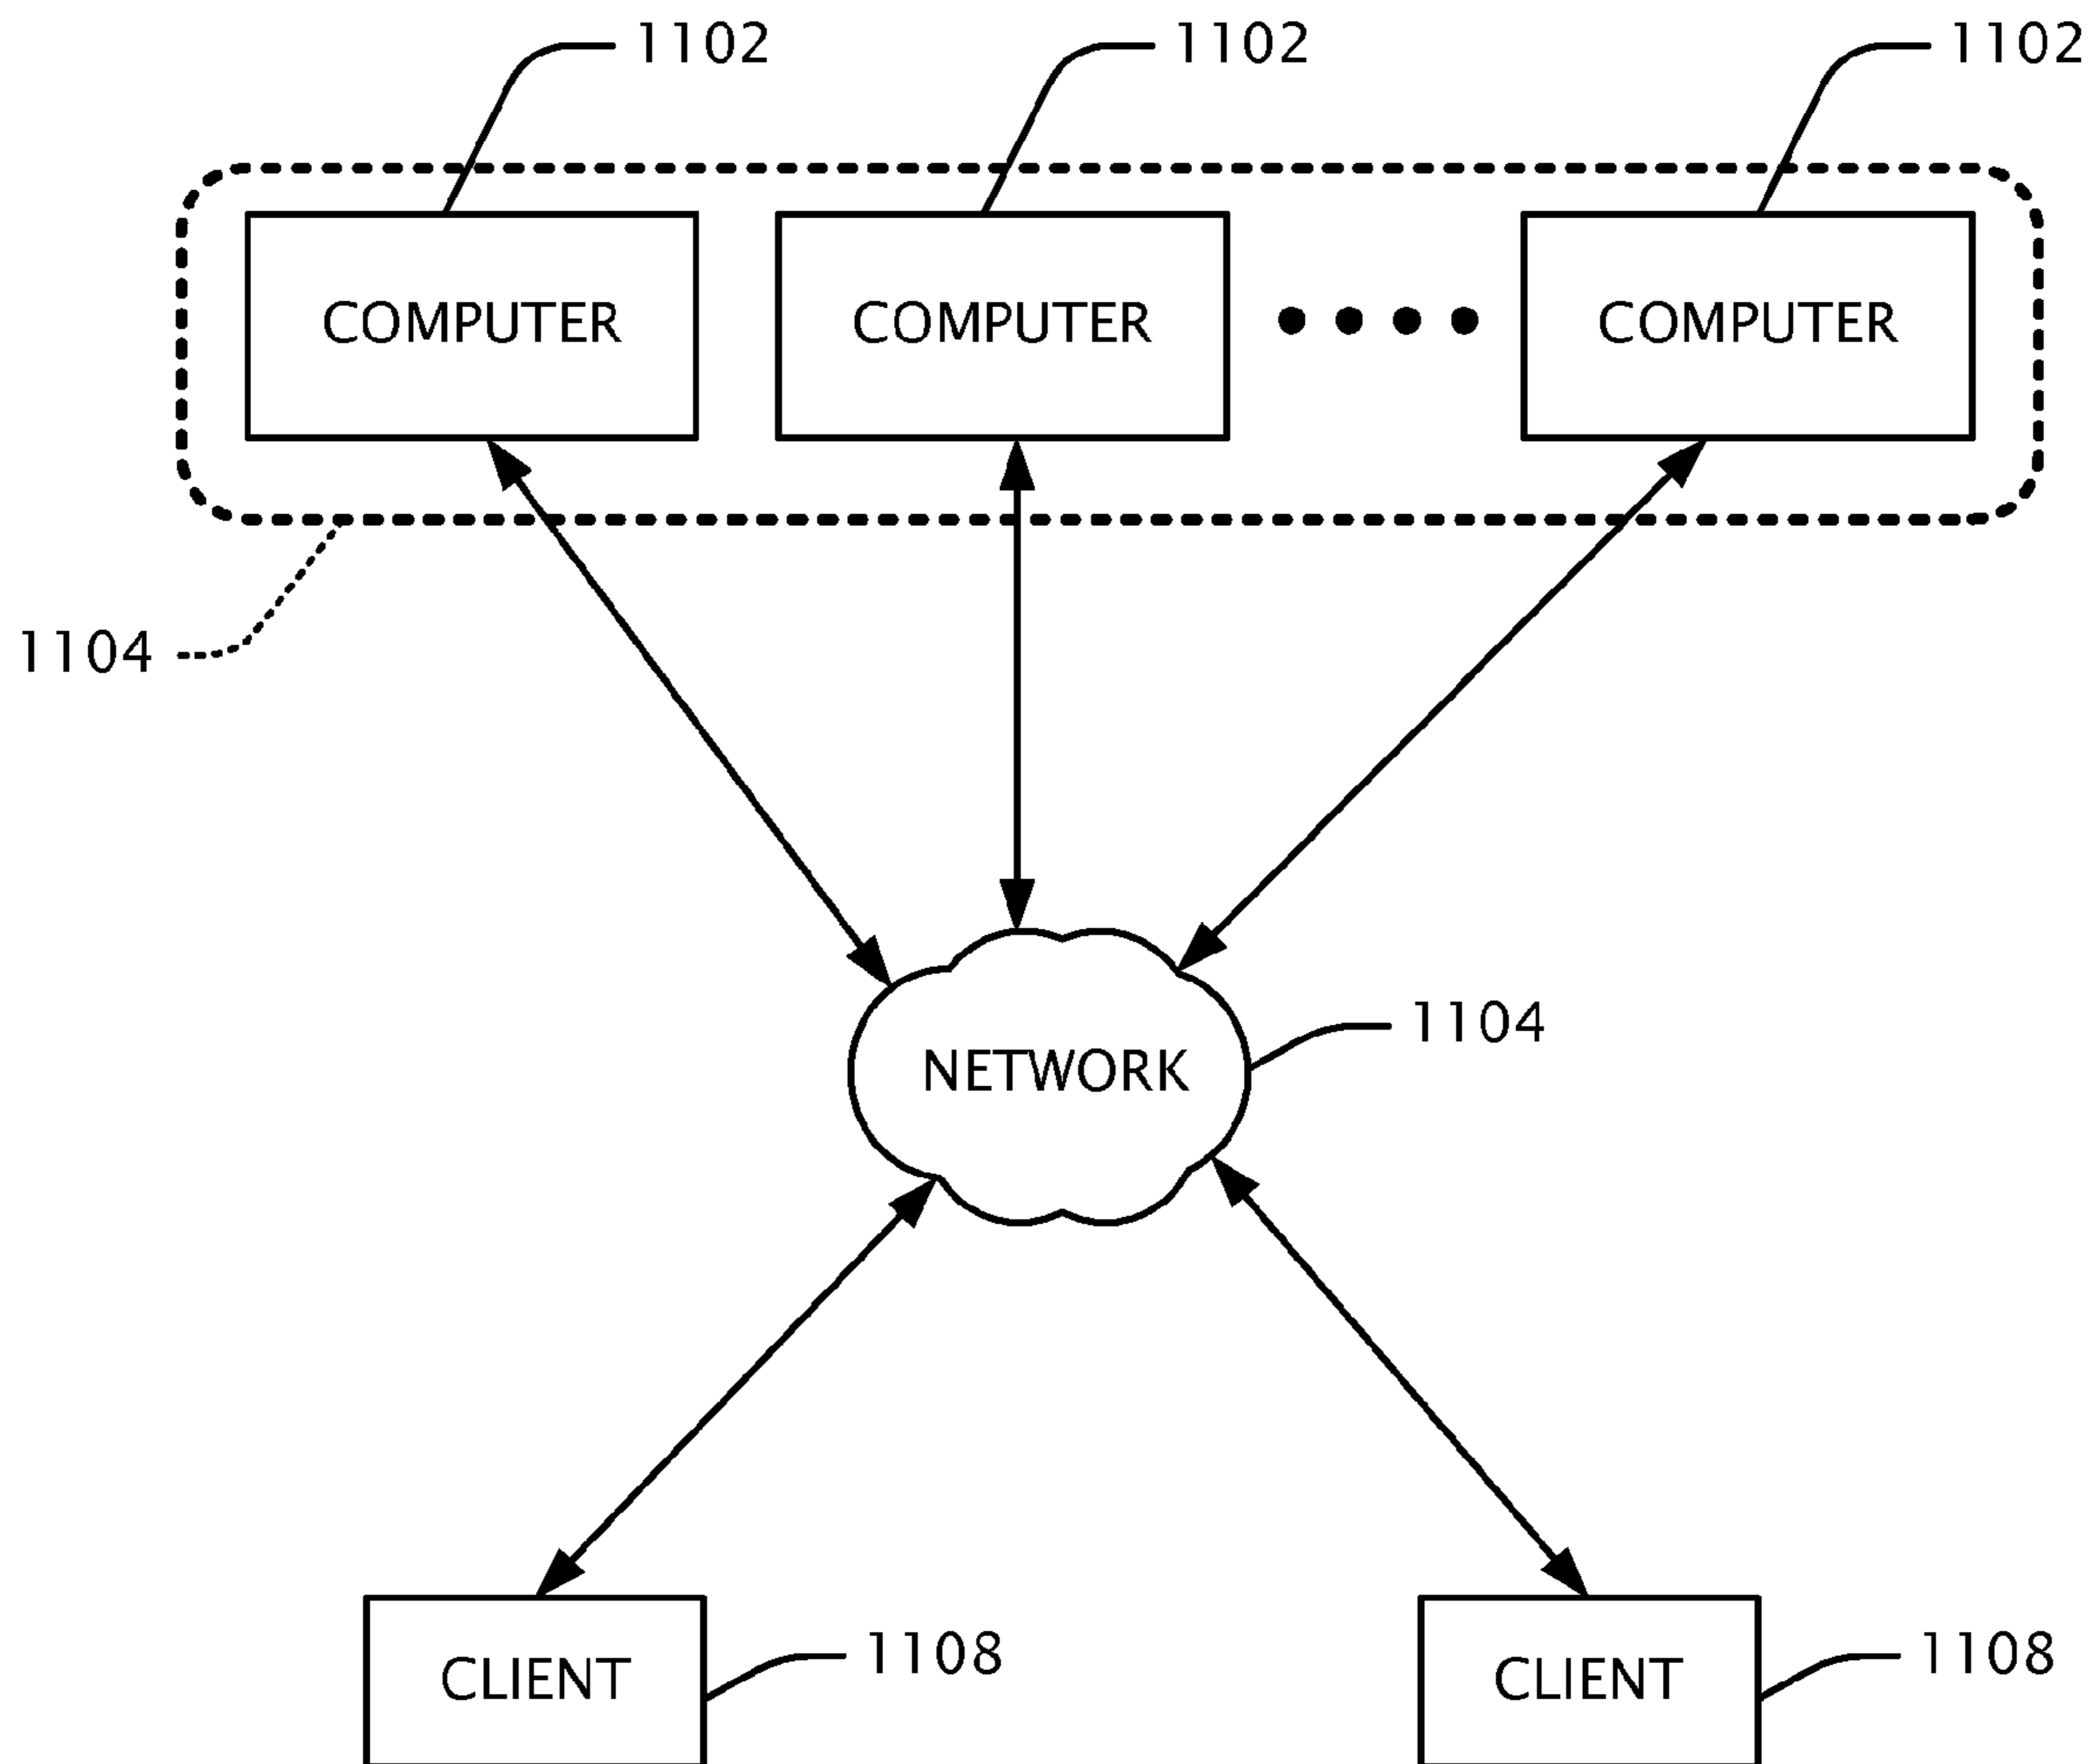 1102 1102 1102
COMPUTER COMPUTER COMPUTER
1104
1104
NETWORK
1108 1108
CLIENT CLIENT